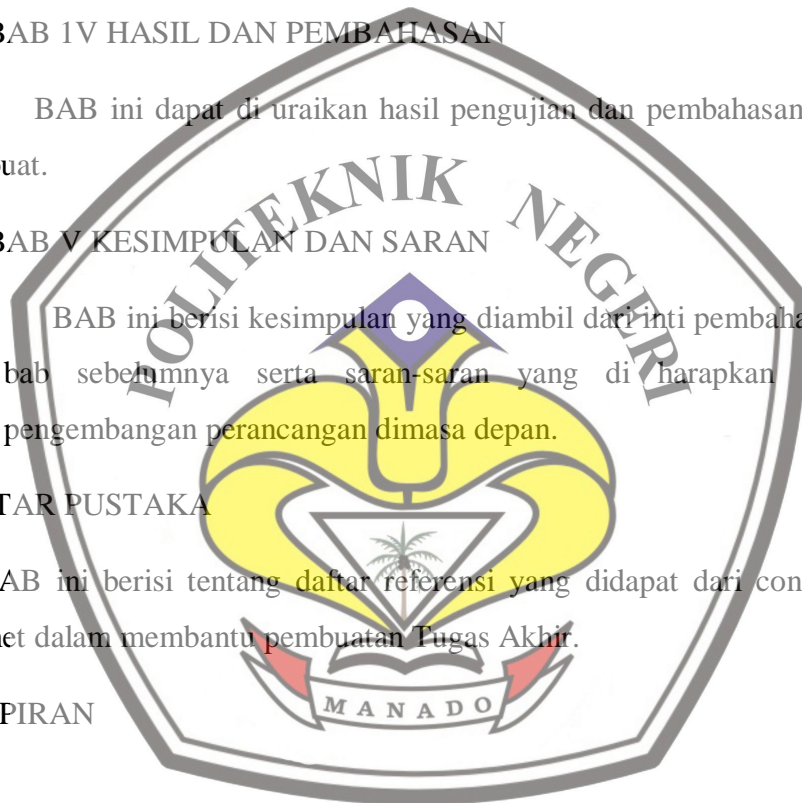 BAB 1V HASIL DAN PEMBAHASAN
BAB ini dapat di uraikan hasil pengujian dan pembahasan
uat.
BAB V KESIMPULAN DAN SARAN
BAB ini berisi kesimpulan yang diambil dari inti pembaha
bab sebelumnya serta saran-saran yang di harapkan
pengembangan perancangan dimasa depan.
TAR PUSTAKA
AB ini berisi tentang daftar referensi yang didapat dari con
et dalam membantu pembuatan Tugas Akhir.
PIRAN
POLITEKNIK NEGERI
MANADO